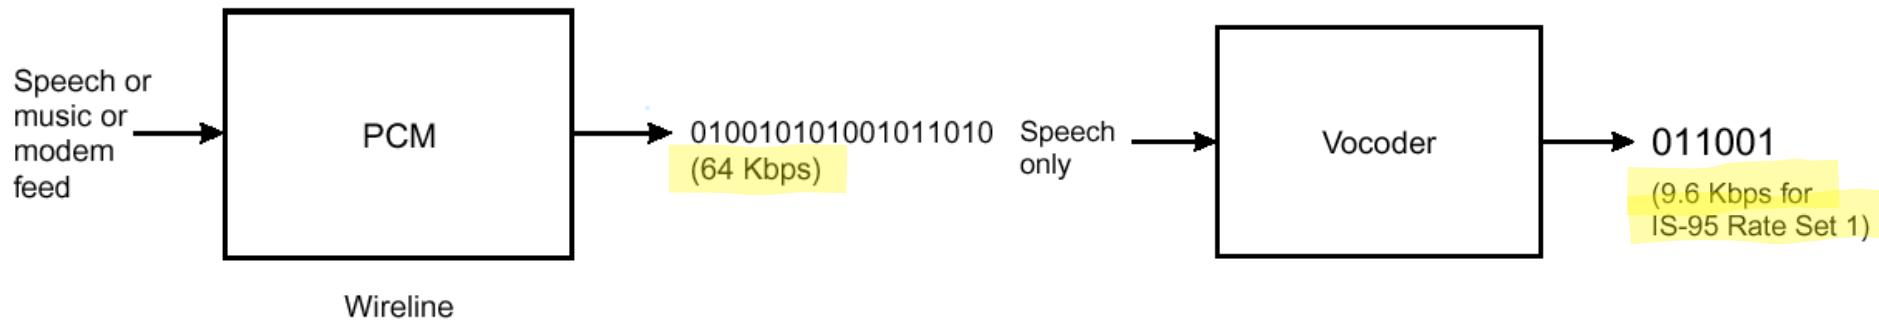 Speech or
music or
modem
feed
PCM
010010101001011010
(64 Kbps)
Wireline
Speech
only
Vocoder
011001
(9.6 Kbps for
IS-95 Rate Set 1)